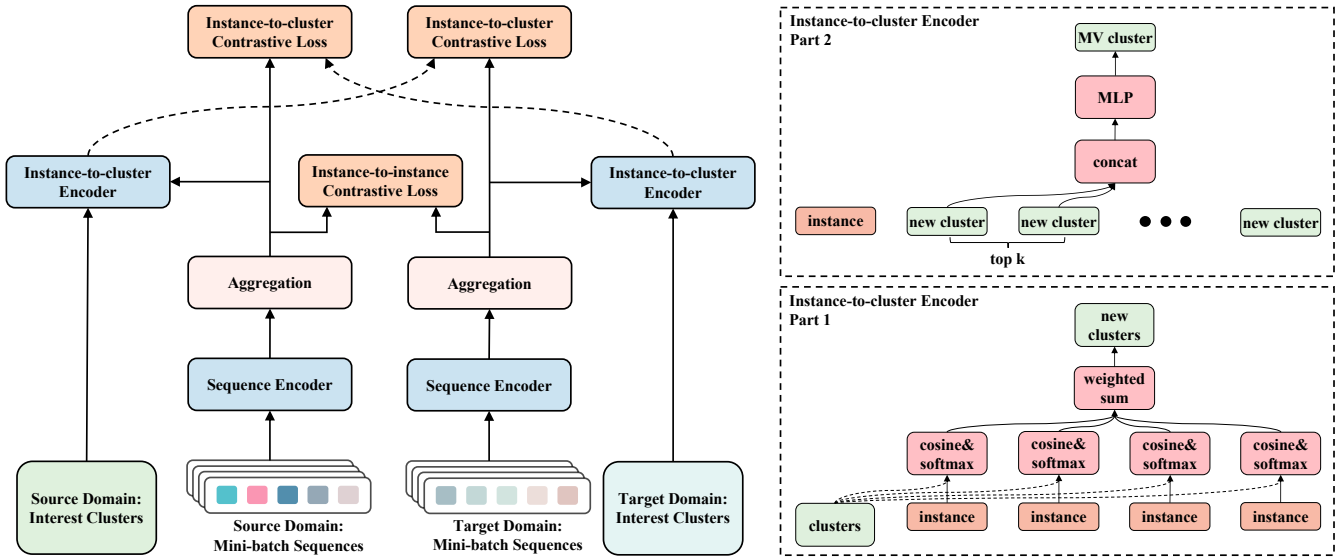 Instance-to-cluster
Contrastive Loss
Instance-to-cluster
Contrastive Loss
Instance-to-cluster
Encoder
Instance-to-instance
Contrastive Loss
Instance-to-cluster
Encoder
Aggregation
Aggregation
Sequence Encoder
Sequence Encoder
Source Domain:
Interest Clusters
Source Domain:
Mini-batch Sequences
Target Domain:
Mini-batch Sequences
Target Domain:
Interest Clusters
Instance-to-cluster Encoder
Part 2
MV cluster
MLP
concat
instance
new cluster
new cluster
new cluster
top k
Instance-to-cluster Encoder
Part 1
new
clusters
weighted
sum
cosine&
softmax
cosine&
softmax
cosine&
softmax
cosine&
softmax
clusters
instance
instance
instance
instance